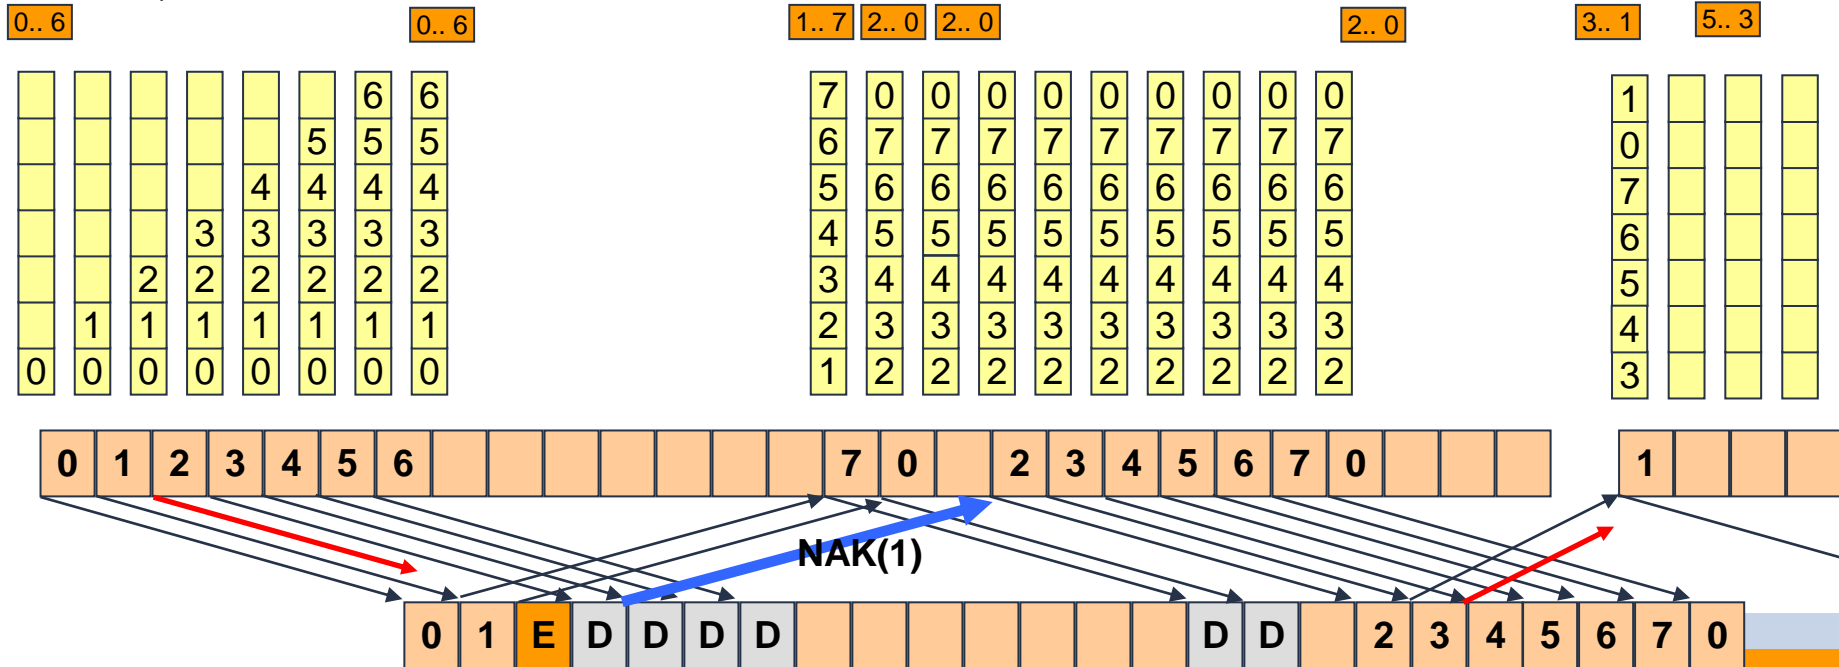 0.. 6 0.. 6 1.. 7 2.. 0 2.. 0 2.. 0 3.. 1 5.. 3
6 6 7 0 0 0 0 0 0 0 0 0 1
5 5 5 6 7 7 7 7 7 7 7 7 7 0
4 4 4 4 5 6 6 6 6 6 6 6 6 6 7
3 3 3 3 3 4 5 5 5 5 5 5 5 5 5 6
2 2 2 2 2 2 3 4 4 4 4 4 4 4 4 4 5
1 1 1 1 1 1 1 2 3 3 3 3 3 3 3 3 3 4
0 0 0 0 0 0 0 0 1 2 2 2 2 2 2 2 2 2 3
0 1 2 3 4 5 6 7 0 2 3 4 5 6 7 0 1
NAK(1)
0 1 E D D D D D D 2 3 4 5 6 7 0